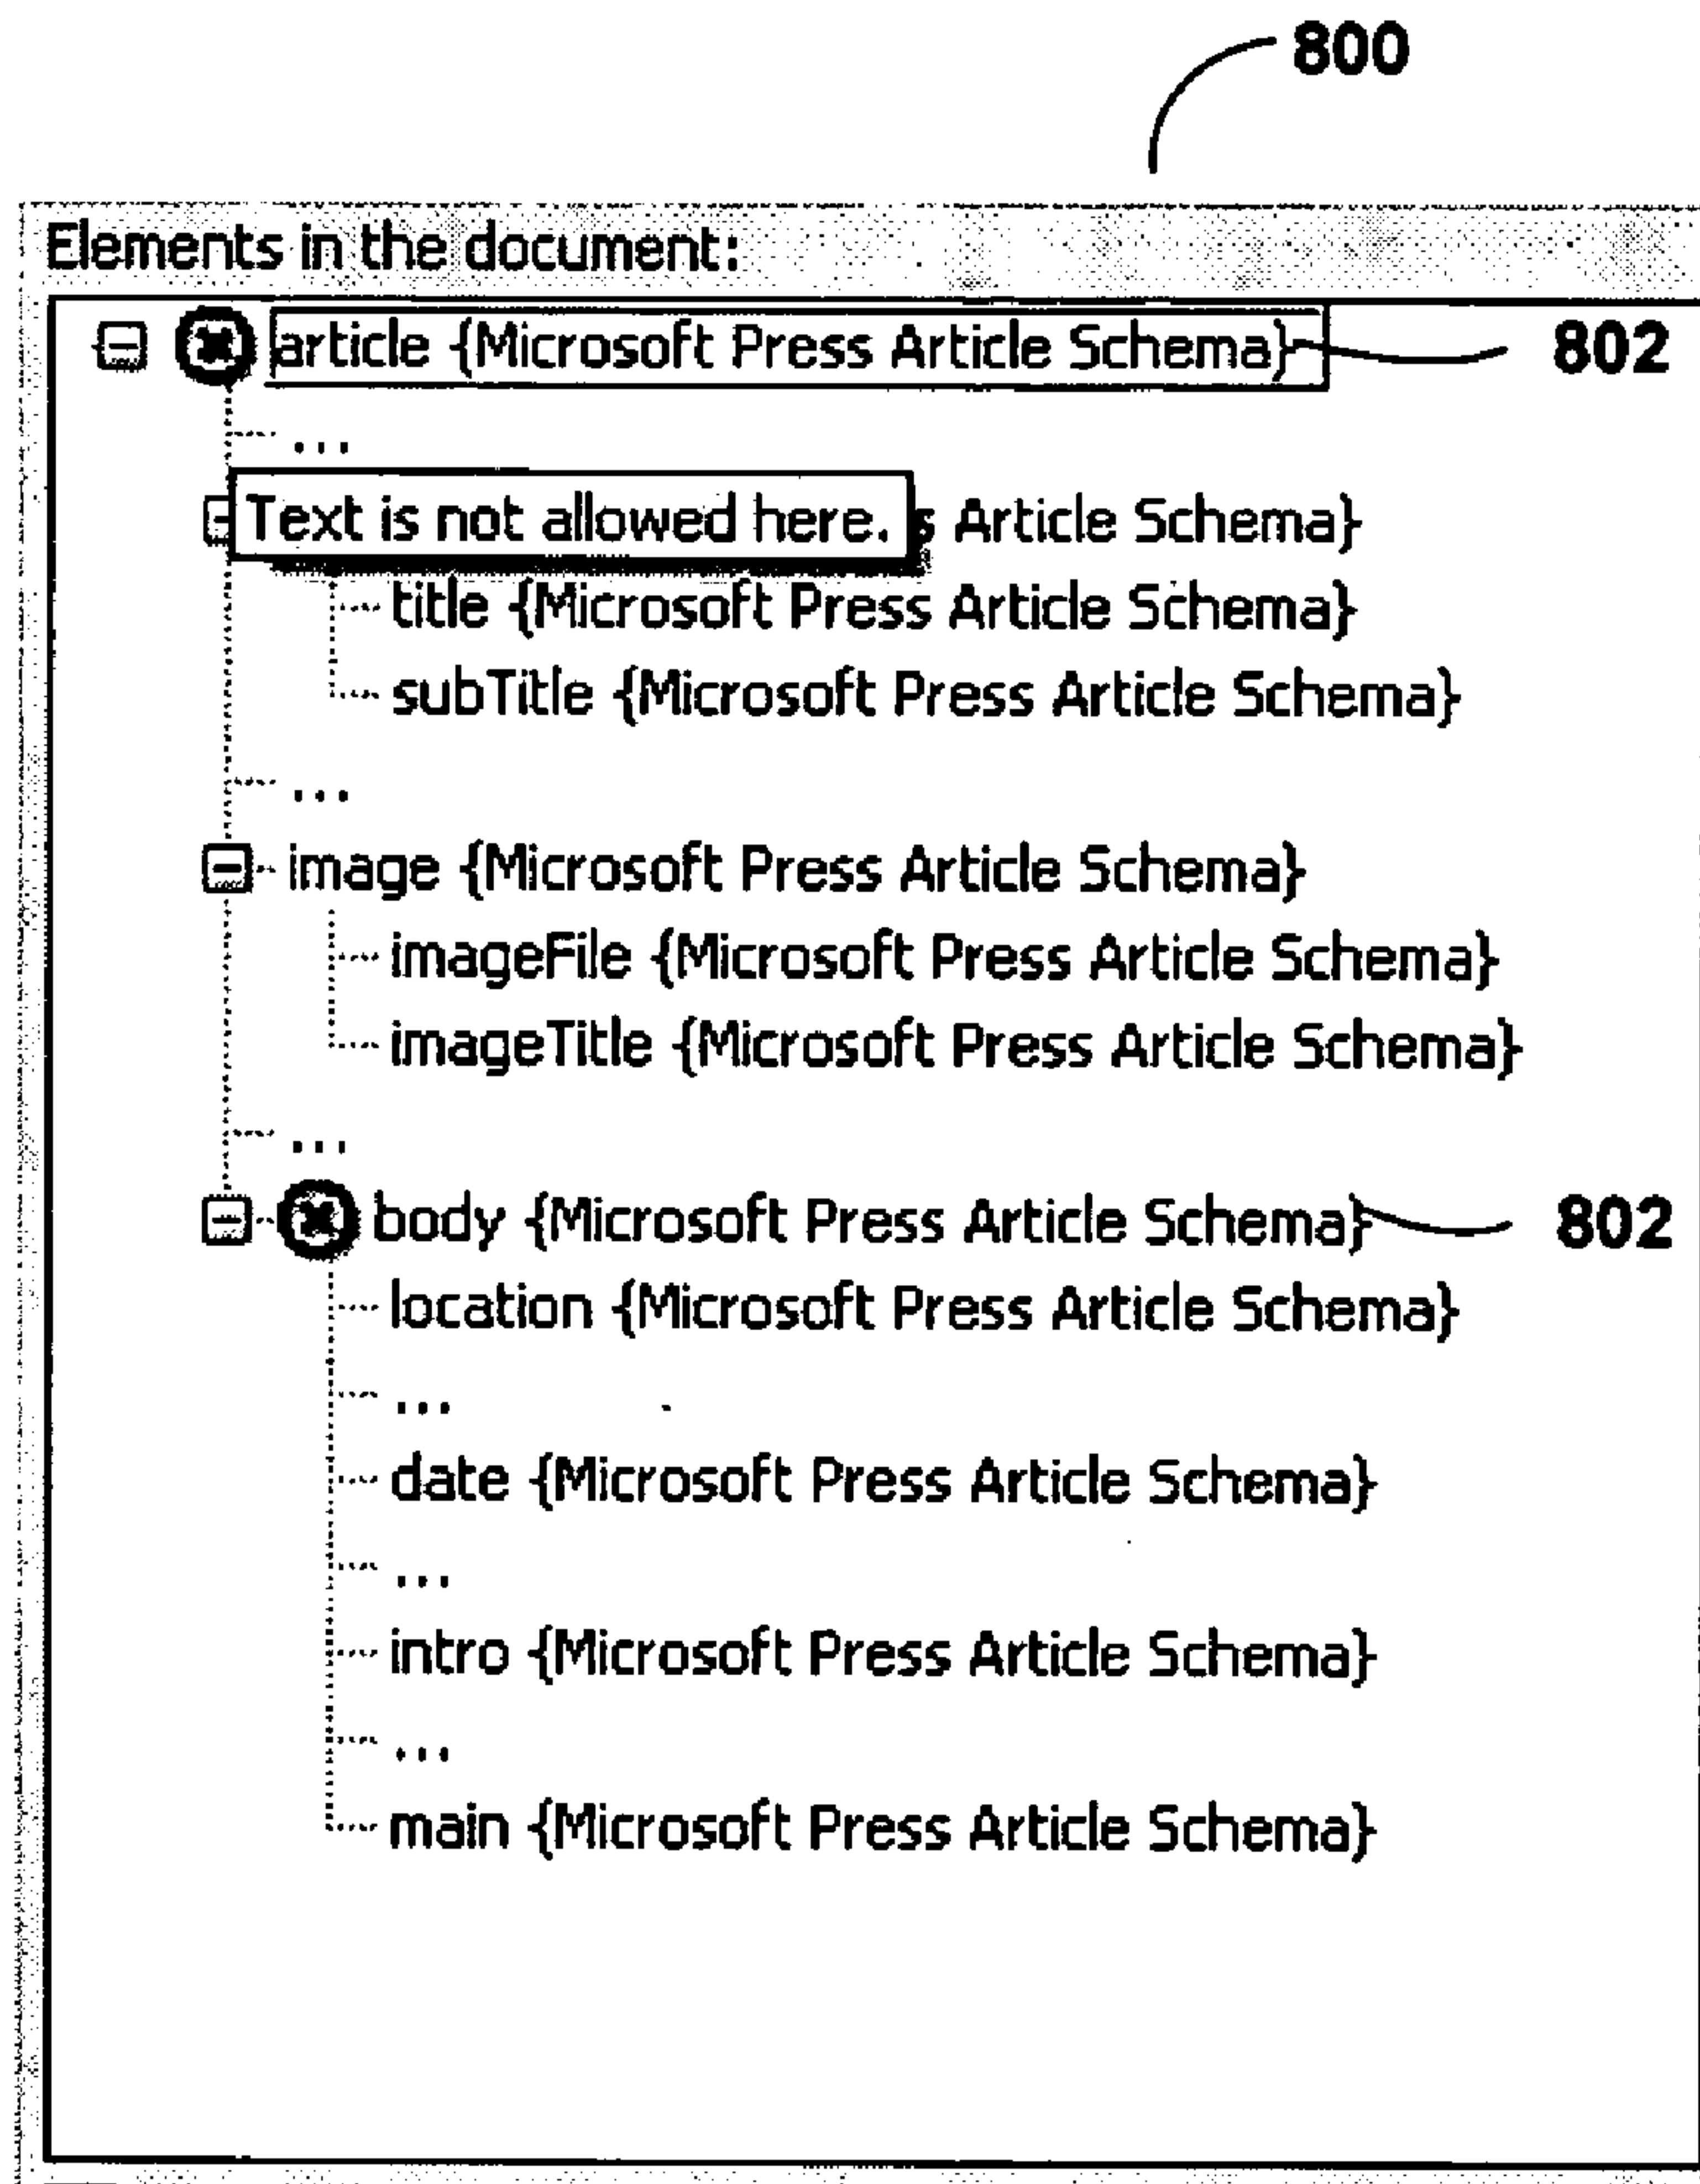 800
Elements in the document:
article {Microsoft Press Article Schema} 802
...
Text is not allowed here. s Article Schema}
title {Microsoft Press Article Schema}
subTitle {Microsoft Press Article Schema}
...
image {Microsoft Press Article Schema}
imageFile {Microsoft Press Article Schema}
imageTitle {Microsoft Press Article Schema}
...
body {Microsoft Press Article Schema} 802
location {Microsoft Press Article Schema}
...
date {Microsoft Press Article Schema}
...
intro {Microsoft Press Article Schema}
...
main {Microsoft Press Article Schema}